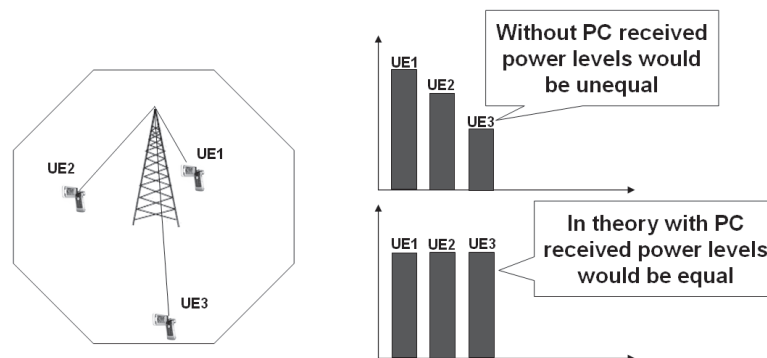 UE1
UE2
UE3
Without PC received
power levels would
be unequal
UE1
UE2
UE3
In theory with PC
received power levels
would be equal
UE1 UE2 UE3